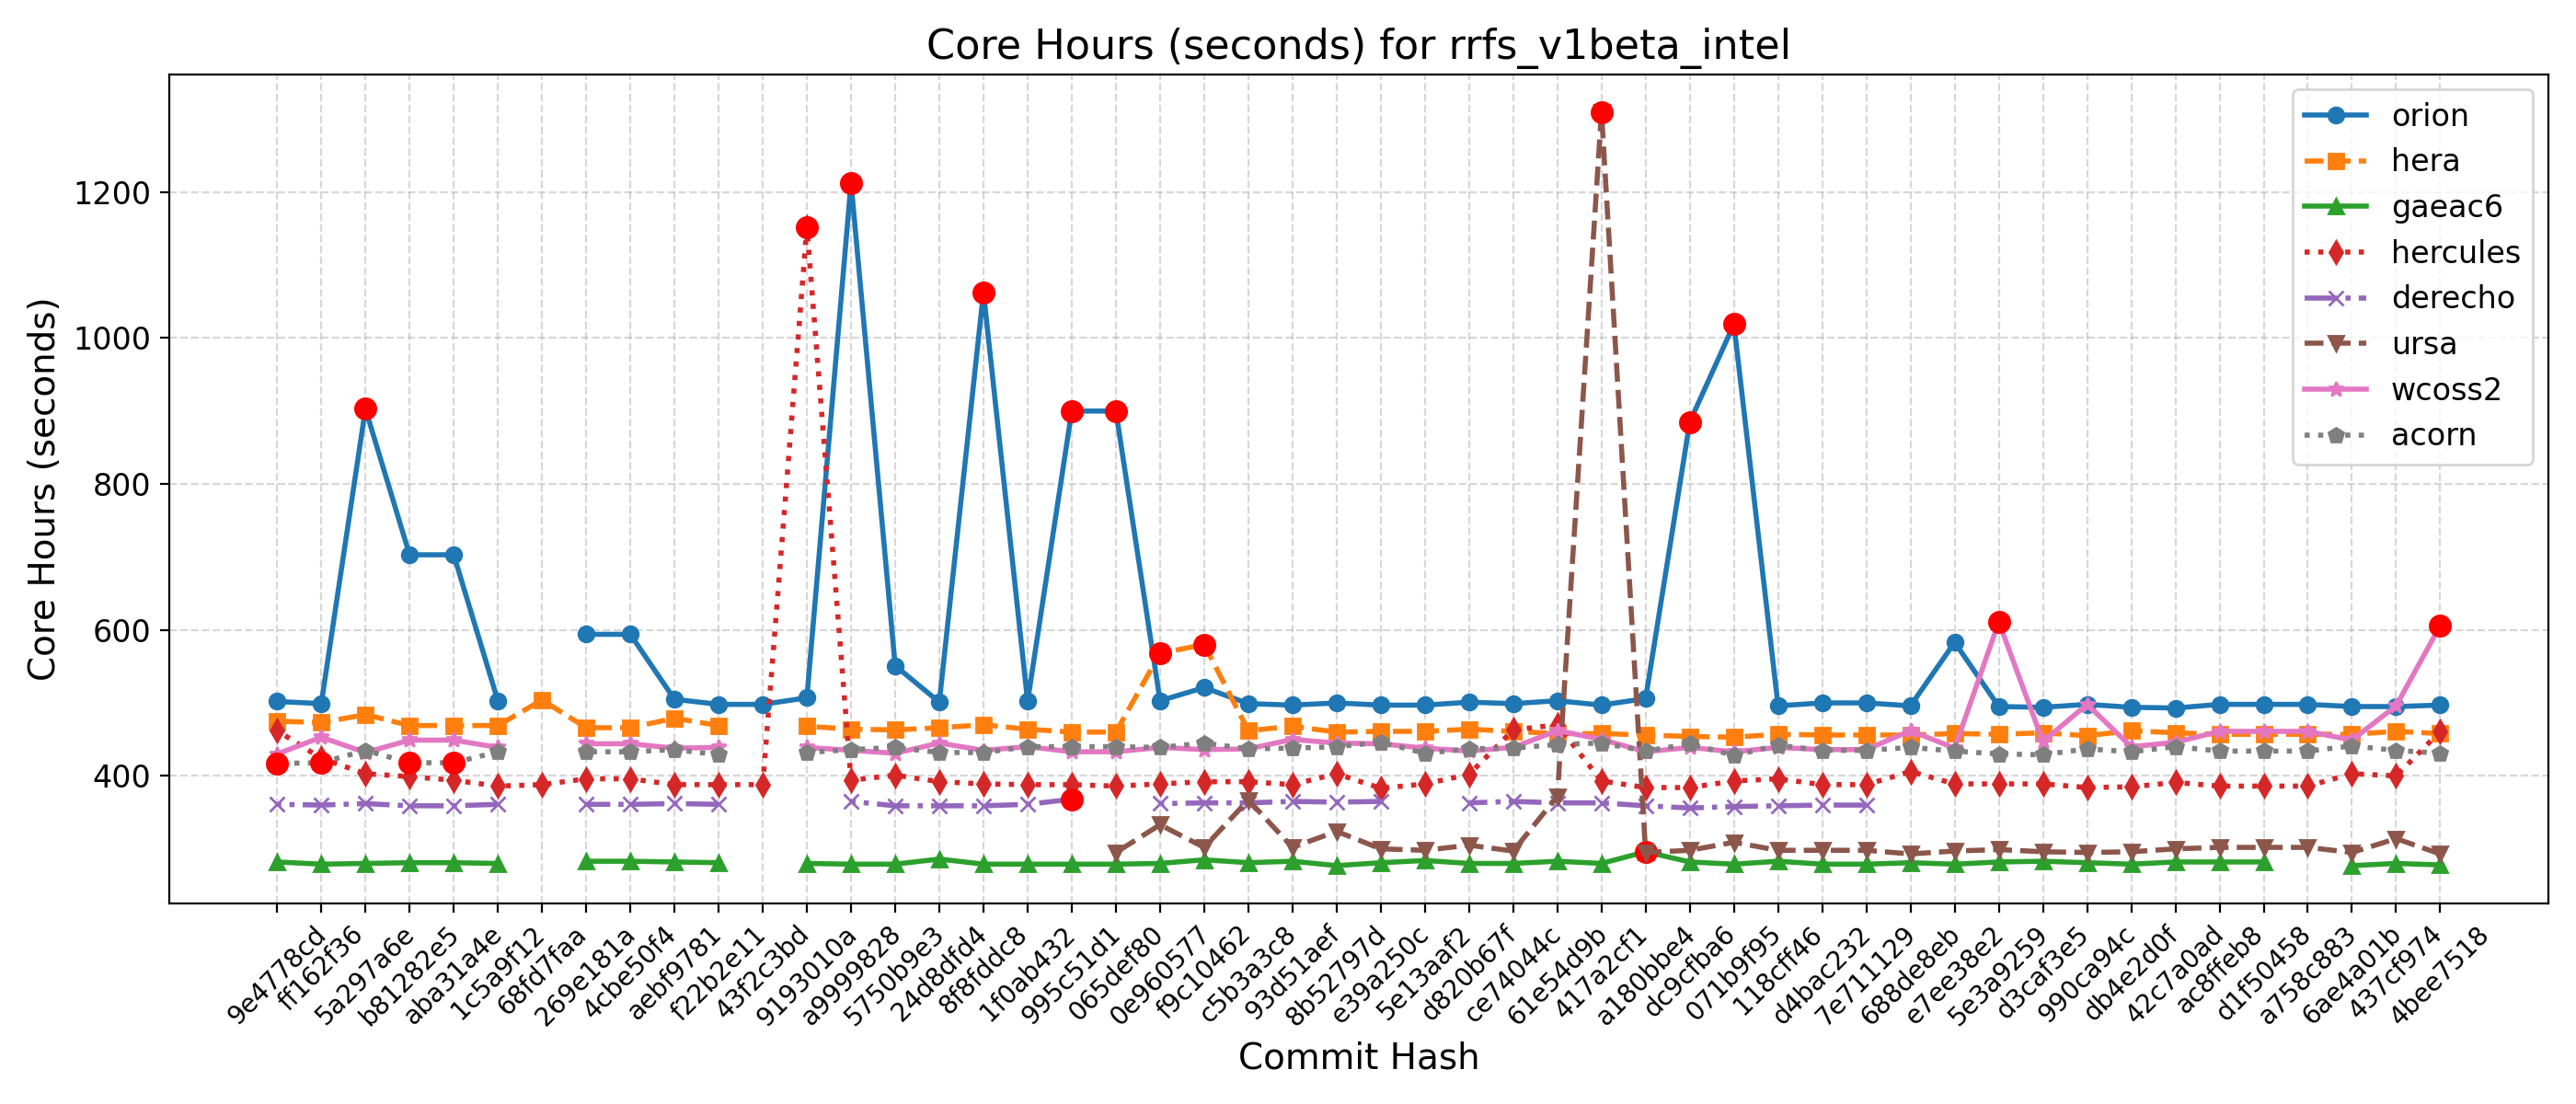 Core Hours (seconds) for rrfs_v1beta_intel
Core Hours (seconds)
1200
1000
800
600
400
orion
hera
gaeac6
hercules
derecho
ursa
wcoss2
acorn
9e4778cd
ff162f36
5a297a6e
b81282e5
aba31a4e
1c5a9f12
68fd7faa
269e181a
4cbe50f4
aebf9781
f22b2e11
43f2c3bd
9193010a
a9999828
5750b9e3
24d8dfd4
8f8fddc8
1f0ab432
995c51d1
065def80
0e960577
f9c10462
c5b3a3c8
93d51aef
8b52797d
e39a250c
5e13aaf2
d820b67f
ce74044c
61e54d9b
417a2cf1
a180bbe4
dc9cfba6
071b9f95
118cff46
d4bac232
7e711129
688de8eb
e7ee38e2
5e3a9259
d3caf3e5
990ca94c
db4e2d0f
42c7a0ad
ac8ffeb8
d1f50458
a758c883
6ae4a01b
437cf974
4bee7518
Commit Hash